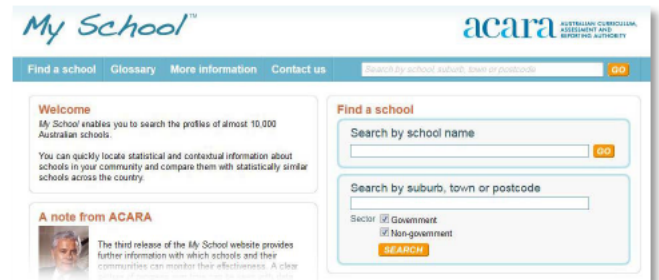 My School™
acara AUSTRALIAN CURRICULUM,
ASSESSMENT AND
REPORTING AUTHORITY
Find a school Glossary More information Contact us Search by school, suburb, town or postcode GO
Welcome
My School enables you to search the profiles of almost 10,000
Australian schools.
You can quickly locate statistical and contextual information about
schools in your community and compare them with statistically similar
schools across the country.
A note from ACARA
The third release of the My School website provides
further information with which schools and their
communities can monitor their effectiveness. A clear
Find a school
Search by school name
GO
Search by suburb, town or postcode
Sector Government
Non-government
SEARCH